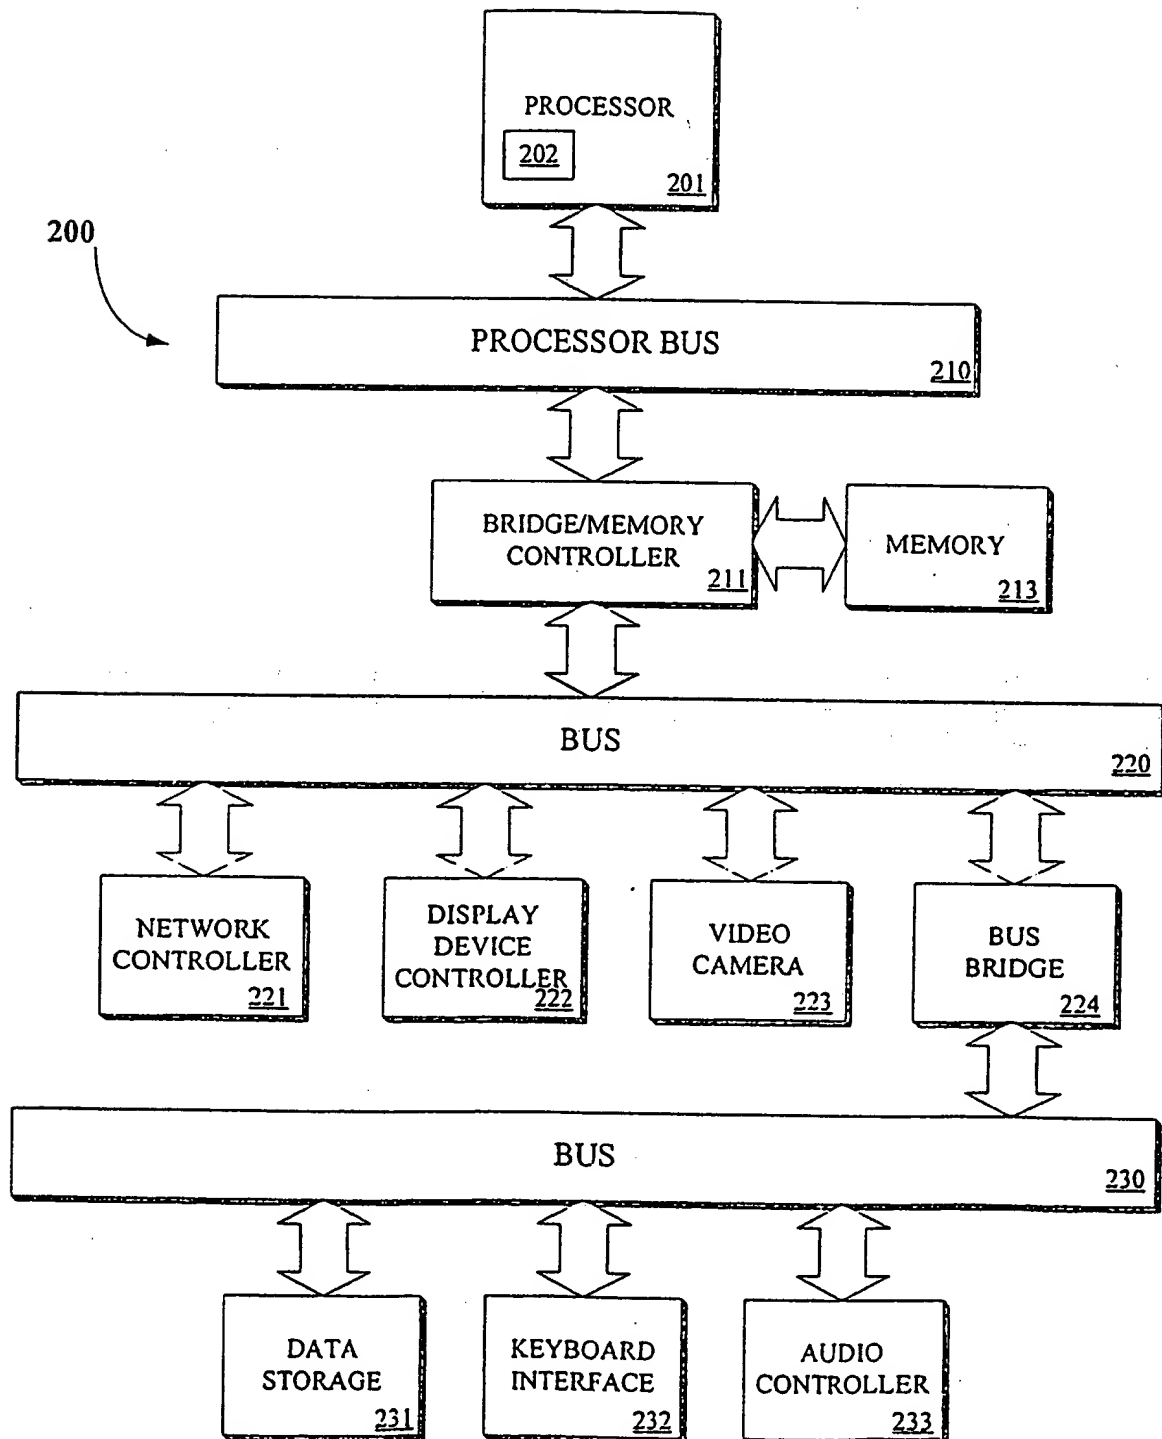 PROCESSOR
202
201
200
PROCESSOR BUS
210
BRIDGE/MEMORY
CONTROLLER
211
MEMORY
213
BUS
220
NETWORK
CONTROLLER
221
DISPLAY
DEVICE
CONTROLLER
222
VIDEO
CAMERA
223
BUS
BRIDGE
224
BUS
230
DATA
STORAGE
231
KEYBOARD
INTERFACE
232
AUDIO
CONTROLLER
233